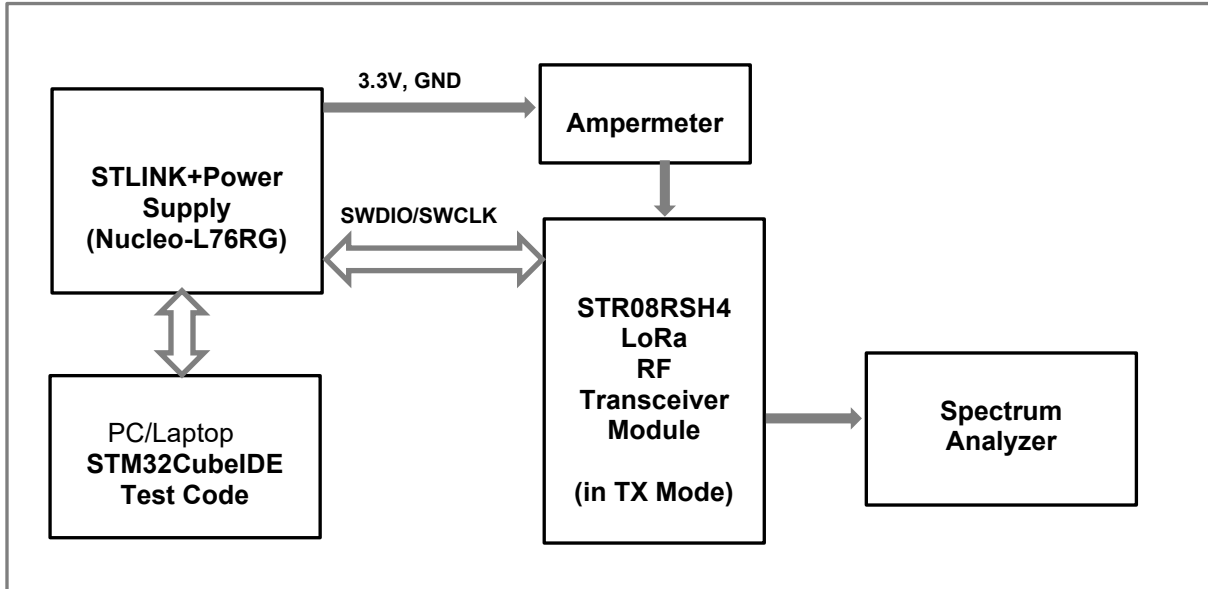 3.3V, GND
Ampermeter
STLINK+Power
Supply
(Nucleo-L76RG)
SWDIO/SWCLK
STR08RSH4
LoRa
RF
Transceiver
Module
(in TX Mode)
Spectrum
Analyzer
PC/Laptop
STM32CubeIDE
Test Code